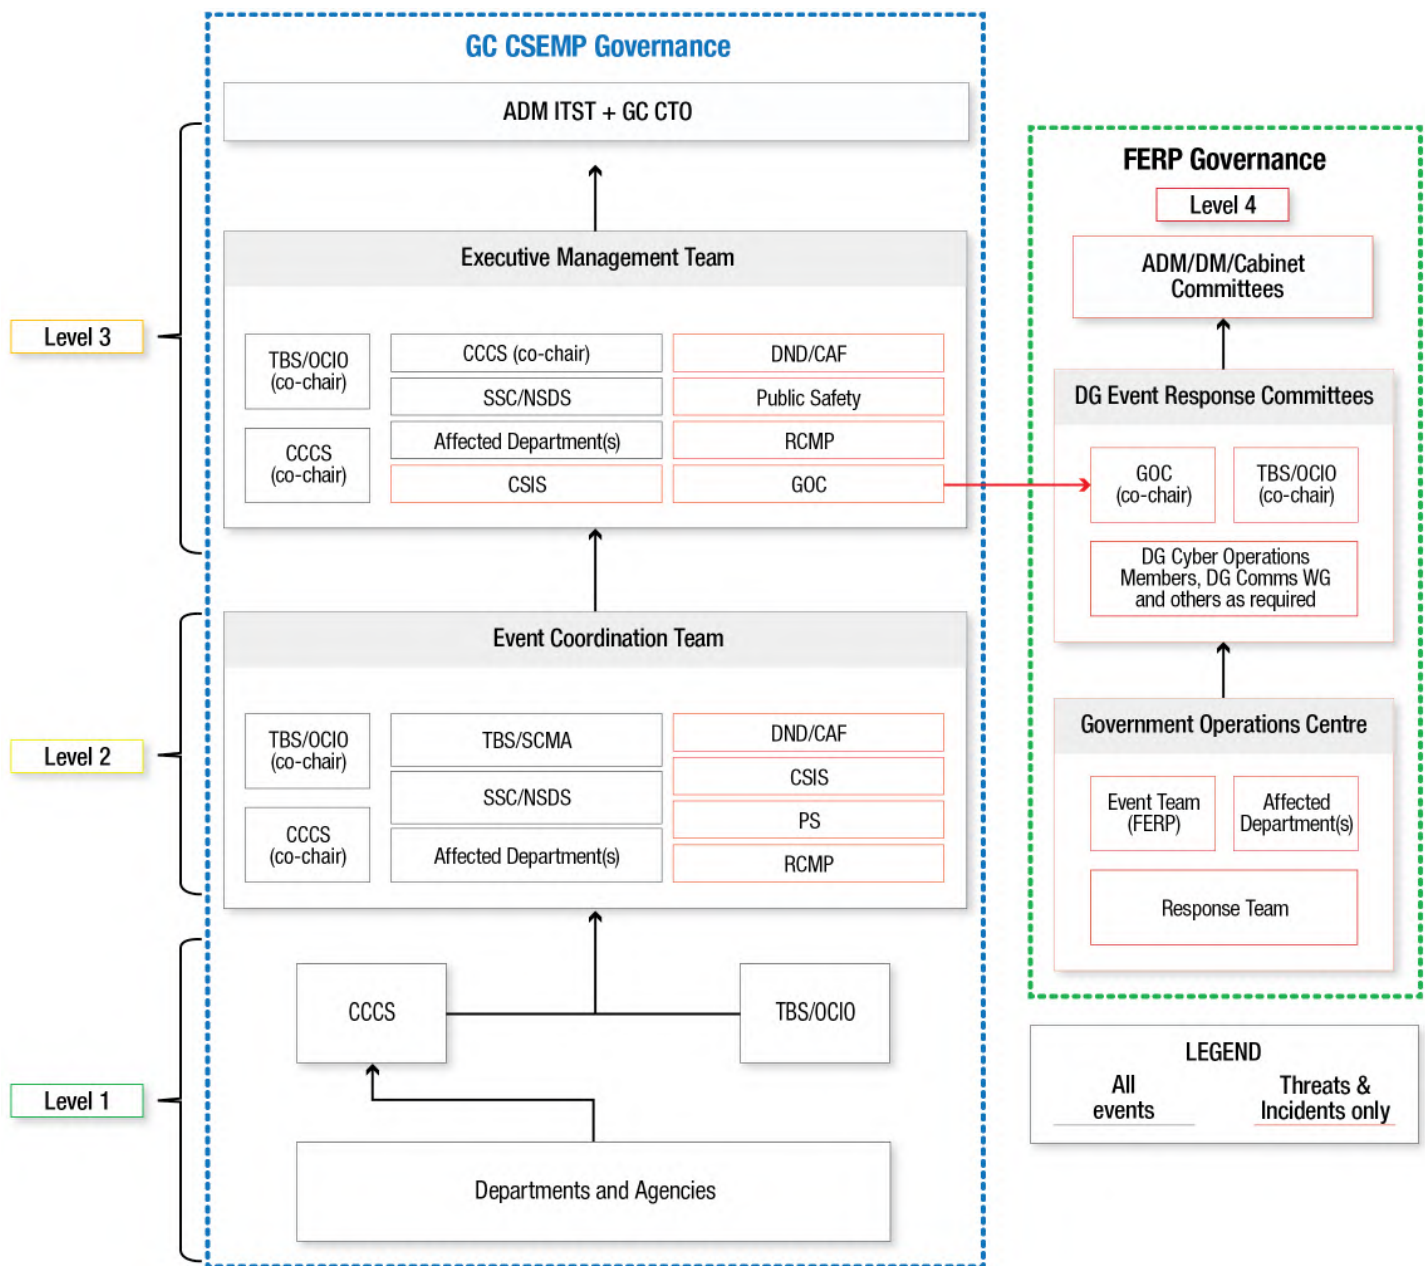 GC CSEMP Governance
ADM ITST + GC CTO
Executive Management Team
Level 3
TBS/OCIO
(co-chair)
CCCS
(co-chair)
CCCS (co-chair)
SSC/NSDS
Affected Department(s)
CSIS
DND/CAF
Public Safety
RCMP
GOC
Event Coordination Team
Level 2
TBS/OCIO
(co-chair)
CCCS
(co-chair)
TBS/SCMA
SSC/NSDS
Affected Department(s)
DND/CAF
CSIS
PS
RCMP
Level 1
CCCS
TBS/OCIO
Departments and Agencies
FERP Governance
Level 4
ADM/DM/Cabinet
Committees
DG Event Response Committees
GOC
(co-chair)
TBS/OCIO
(co-chair)
DG Cyber Operations
Members, DG Comms WG
and others as required
Government Operations Centre
Event Team
(FERP)
Affected
Department(s)
Response Team
LEGEND
All
events
Threats &
Incidents only